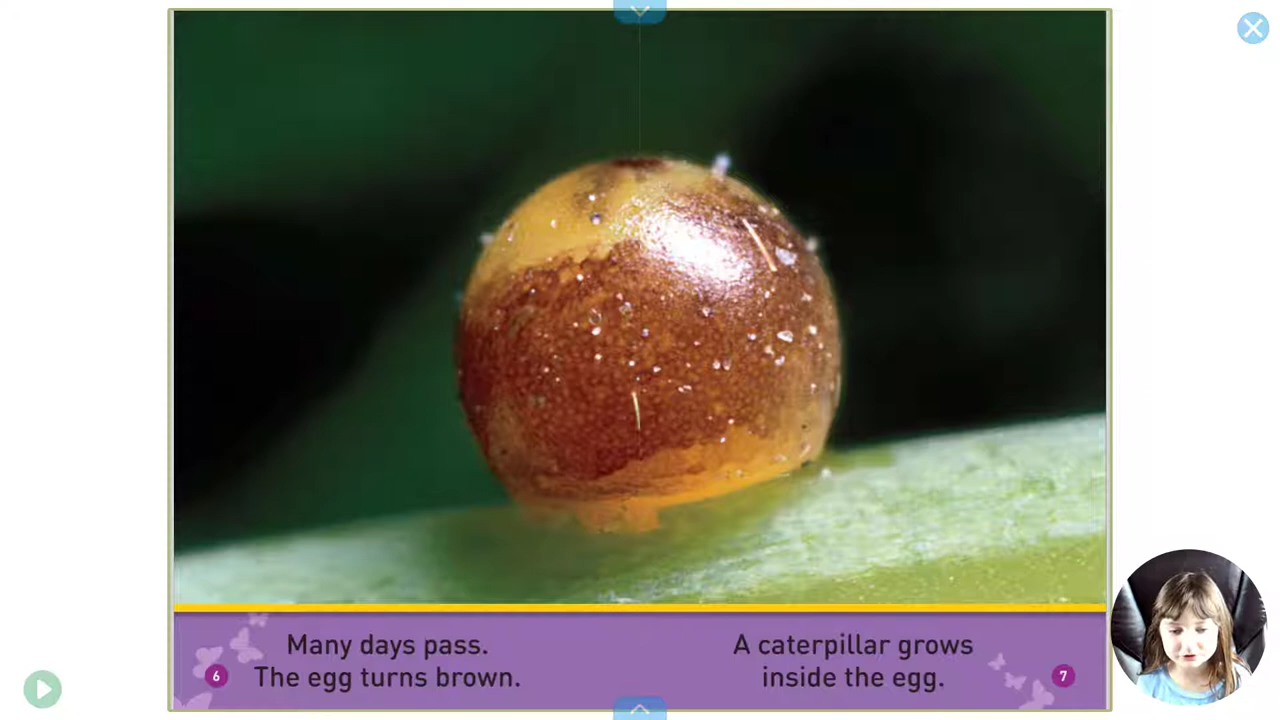 Many days pass.
The egg turns brown.
6
A caterpillar grows
inside the egg.
7